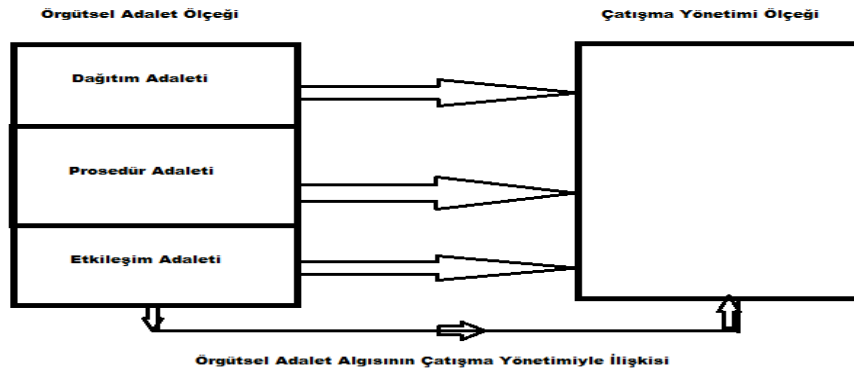 Örgütsel Adalet Ölçeği
Çatışma Yönetimi Ölçeği
Dağıtım Adaleti
Prosedür Adaleti
Etkileşim Adaleti
Örgütsel Adalet Algısının Çatışma Yönetimiyle İlişkisi